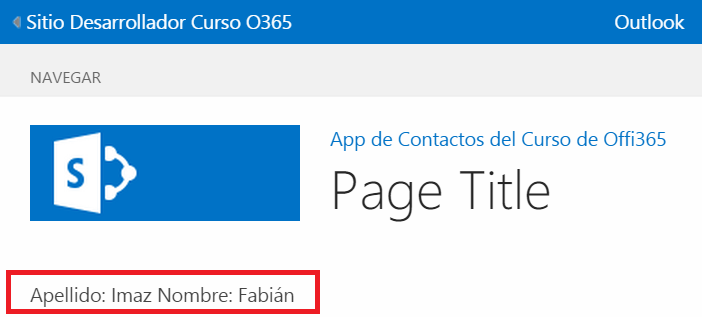 Sitio Desarrollador Curso O365
Outlook
NAVEGAR
S
App de Contactos del Curso de Offi365
Page Title
Apellido: Imaz Nombre: Fabián